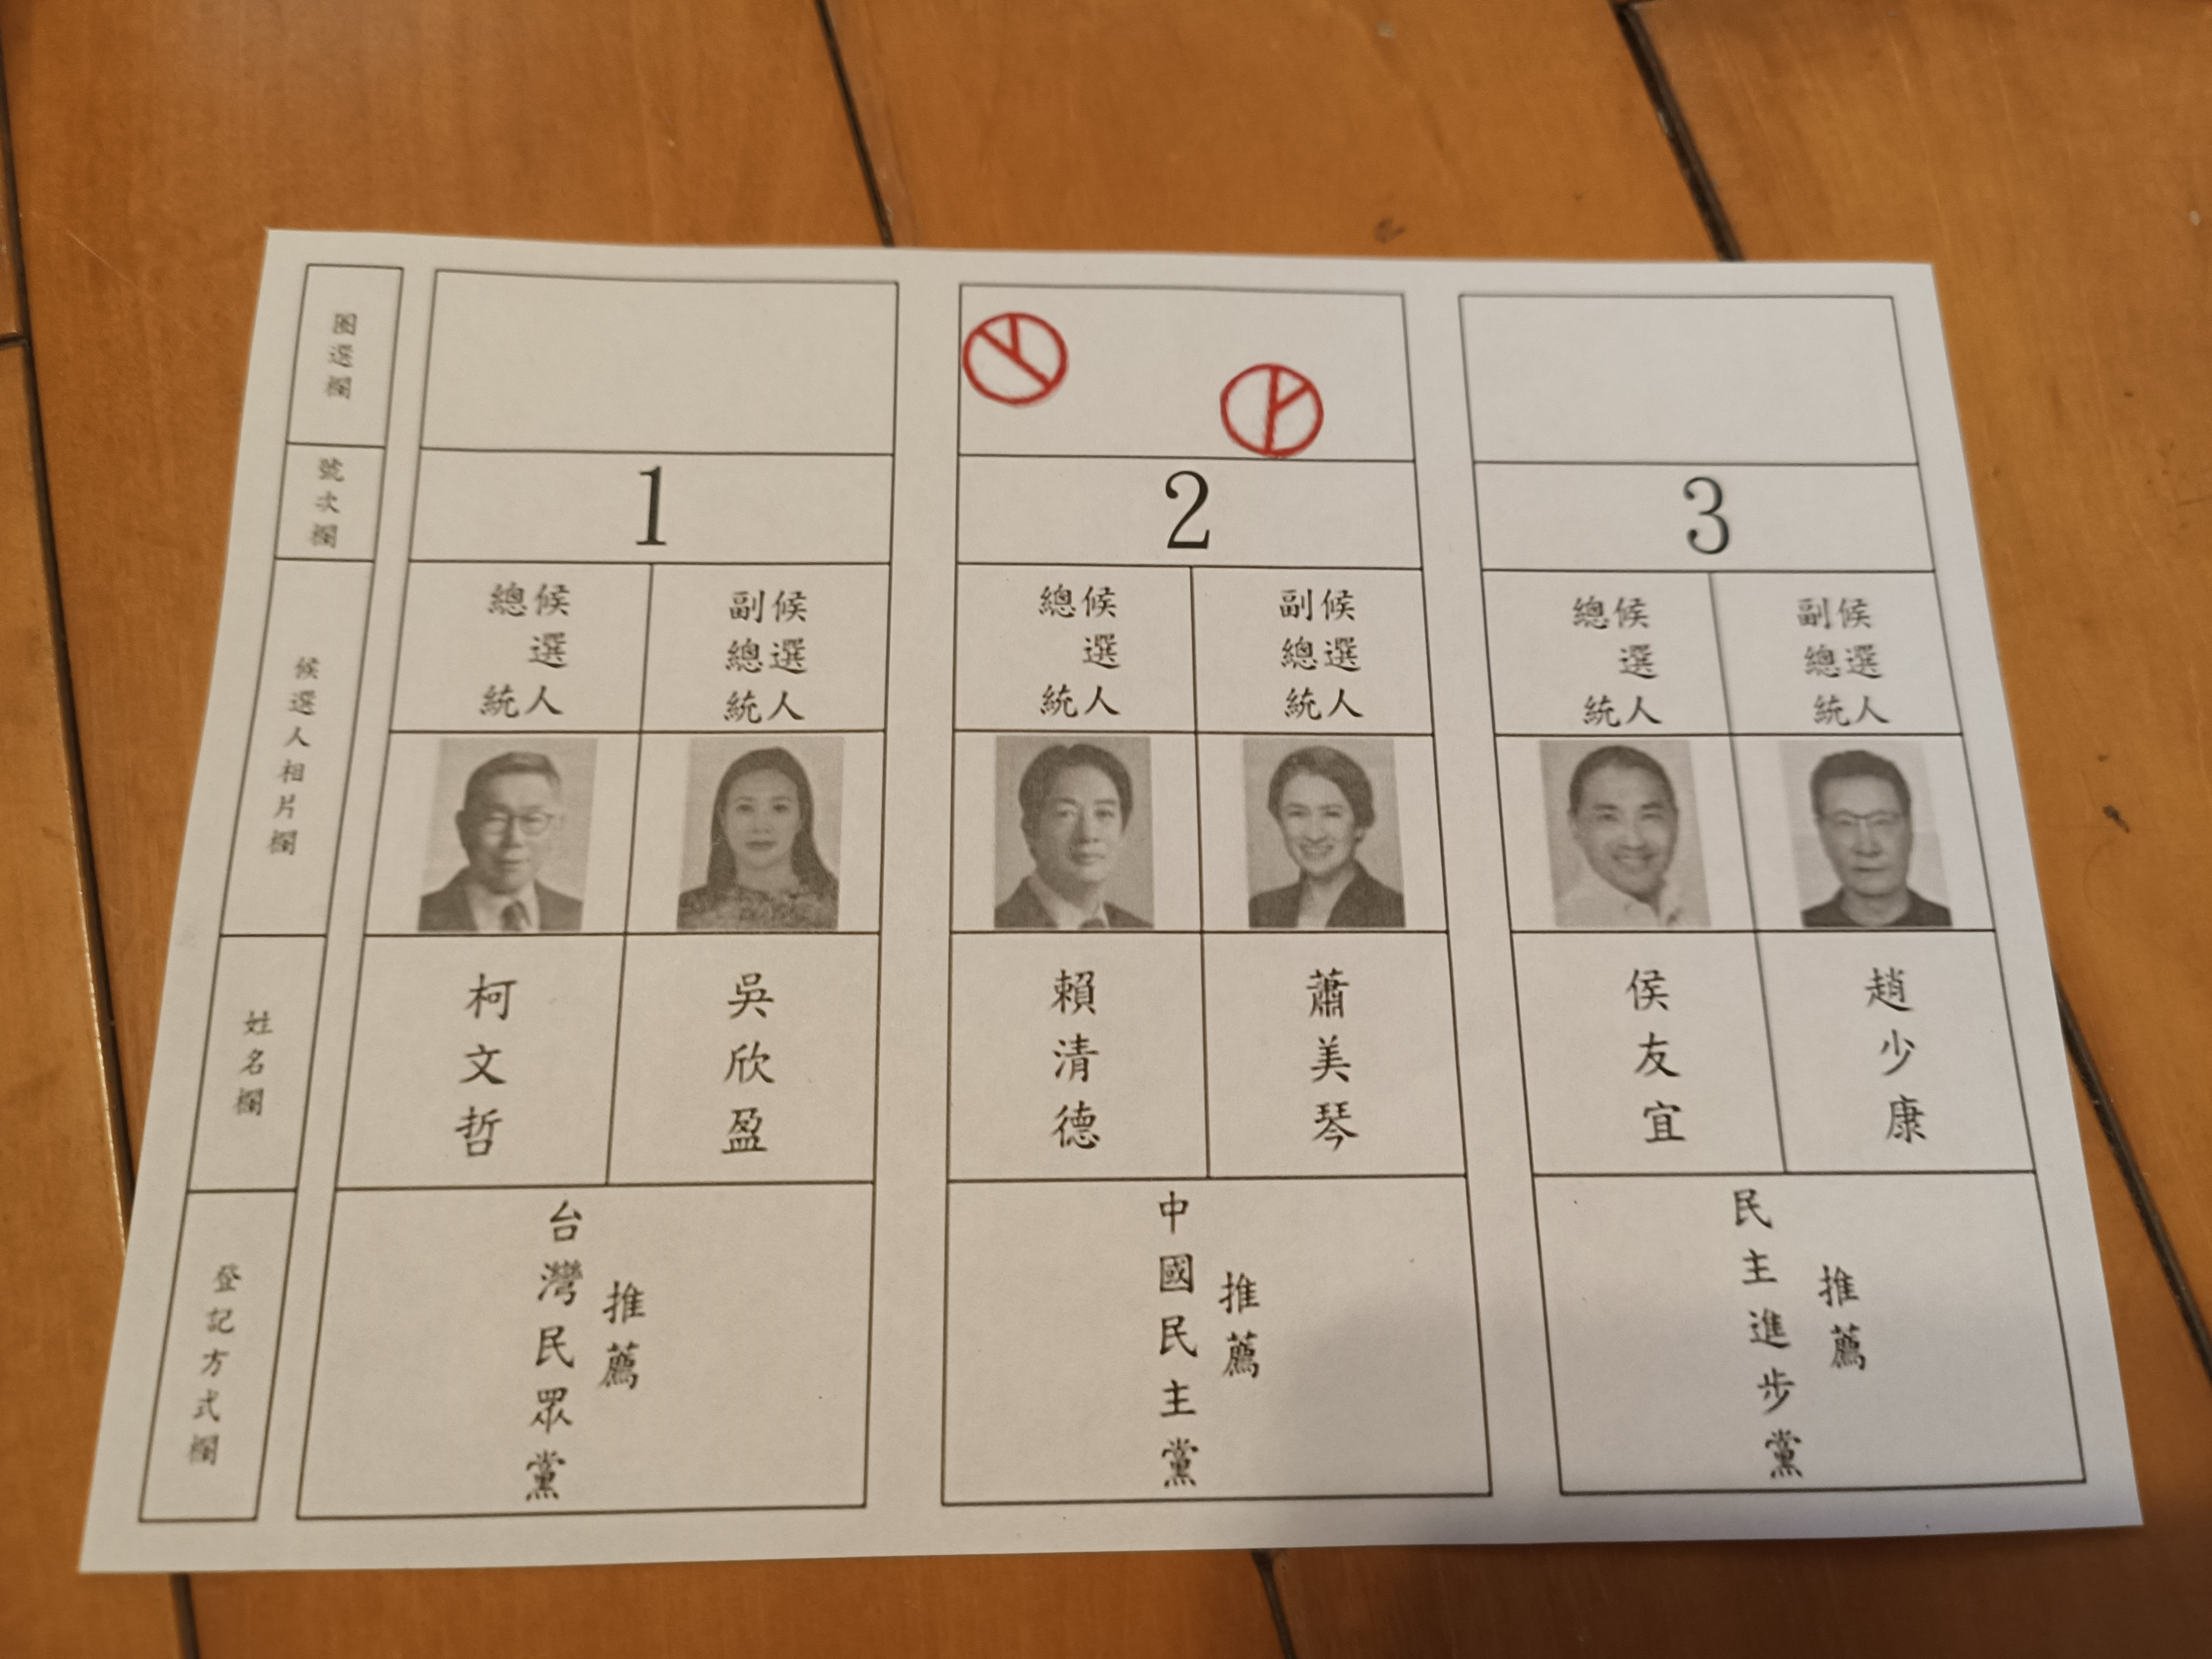 圈選欄
號次欄
候選人相片欄
姓名欄
登記方式欄
1
總統候選人
副總統候選人
柯文哲
吳欣盈
台灣民眾黨
推薦
2
總統候選人
副總統候選人
賴清德
蕭美琴
中國民主黨
推薦
3
總統候選人
副總統候選人
侯友宜
趙少康
民主進步黨
推薦